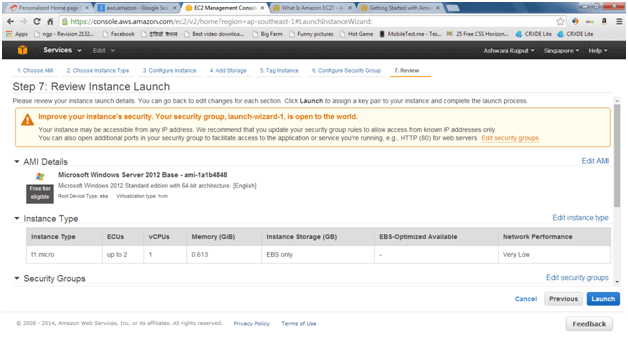 Personalized Home page
aws.amazon - Google Sea
EC2 Management Consol
What Is Amazon EC2? - A
Getting Started with Ama
https://console.aws.amazon.com/ec2/v2/home?region=ap-southeast-1#LaunchInstanceWizard:
Apps
ngp - Revision 2132...
Facebook
Best video downloa...
Big Farm
Funny pictures
Hot Game
MobileTest.me - Tes...
CRXDE Lite
CRXDE Lite
Services
Edit
Ashwani Rajput
Singapore
Help
1. Choose AMI
2. Choose Instance Type
3. Configure Instance
4. Add Storage
5. Tag Instance
6. Configure Security Group
7. Review
Step 7: Review Instance Launch
Please review your instance launch details. You can go back to edit changes for each section. Click Launch to assign a key pair to your instance and complete the launch process.
Improve your instance's security. Your security group, launch-wizard-1, is open to the world.
Your instance may be accessible from any IP address. We recommend that you update your security group rules to allow access from known IP addresses only.
You can also open additional ports in your security group to facilitate access to the application or service you're running, e.g., HTTP (80) for web servers. Edit security groups
AMI Details
Edit AMI
Free tier eligible
Microsoft Windows Server 2012 Base - ami-1a1b4848
Microsoft Windows 2012 Standard edition with 64-bit architecture. [English]
Root Device Type: ebs Virtualization type: hvm
Instance Type
Edit instance type
Instance Type ECUs vCPUs Memory (GiB) Instance Storage (GB) EBS-Optimized Available Network Performance
t1.micro up to 2 1 0.613 EBS only - Very Low
Security Groups
Edit security groups
Cancel
Previous
Launch
© 2008 - 2014, Amazon Web Services, Inc. or its affiliates. All rights reserved.
Privacy Policy
Terms of Use
Feedback